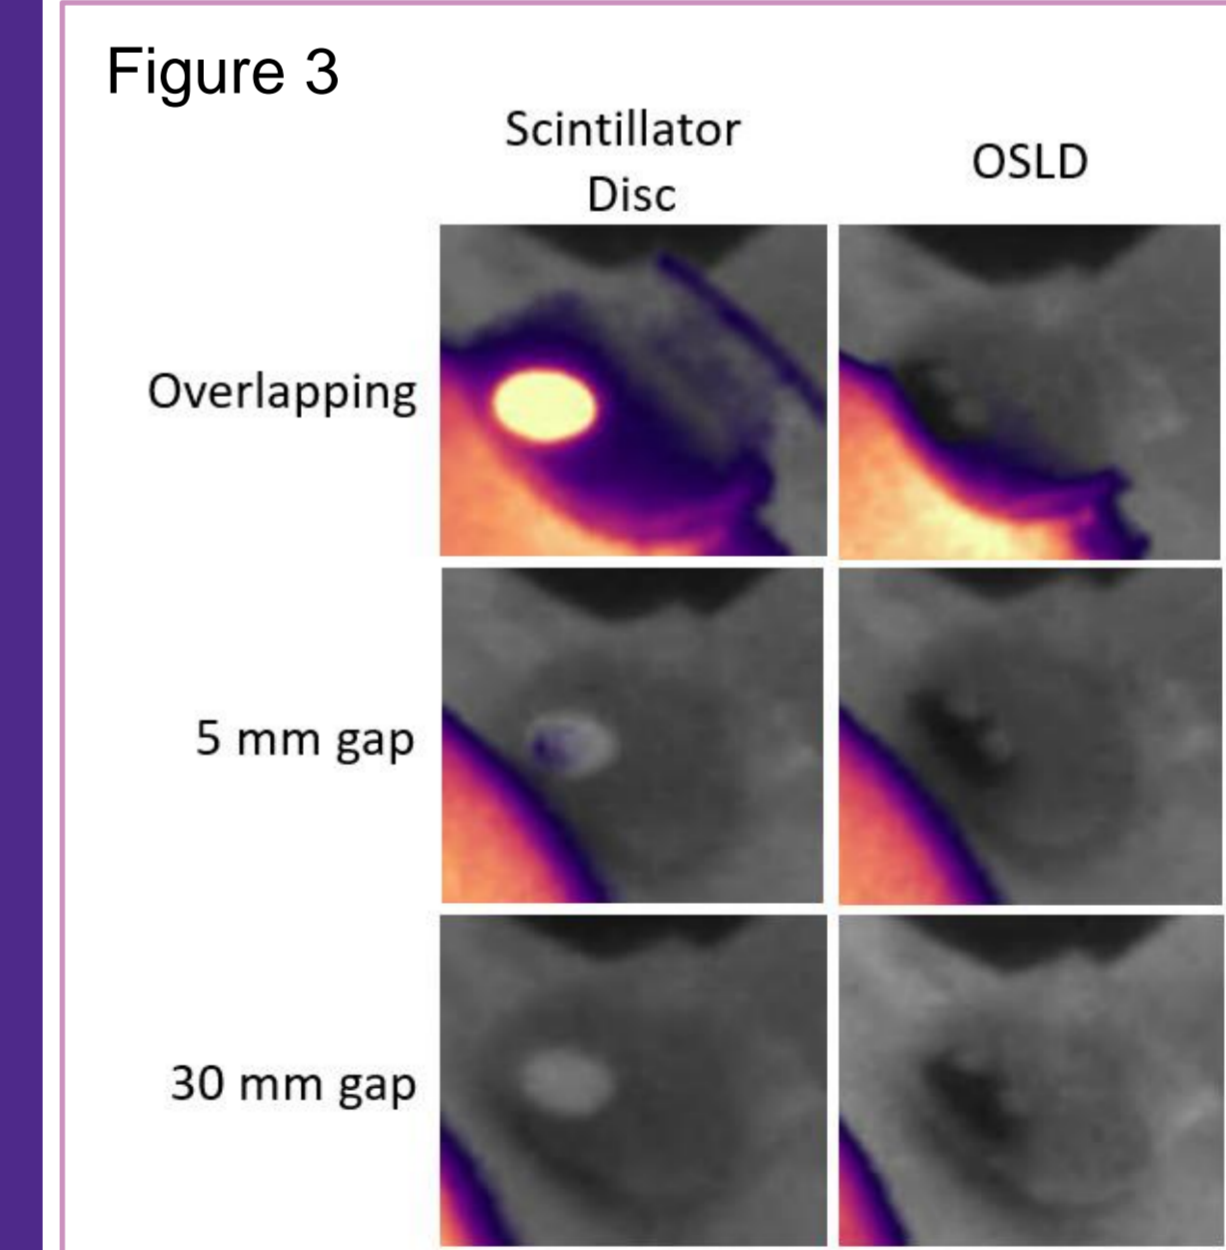 Figure 3
Scintillator
Disc
OSLD
Overlapping
5 mm gap
30 mm gap